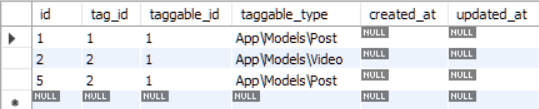 id tag_id taggable_id taggable_type created_at updated_at
1 1 1 App\Models\Post NULL NULL
2 2 1 App\Models\Video NULL NULL
5 2 1 App\Models\Post NULL NULL
NULL NULL NULL NULL NULL NULL